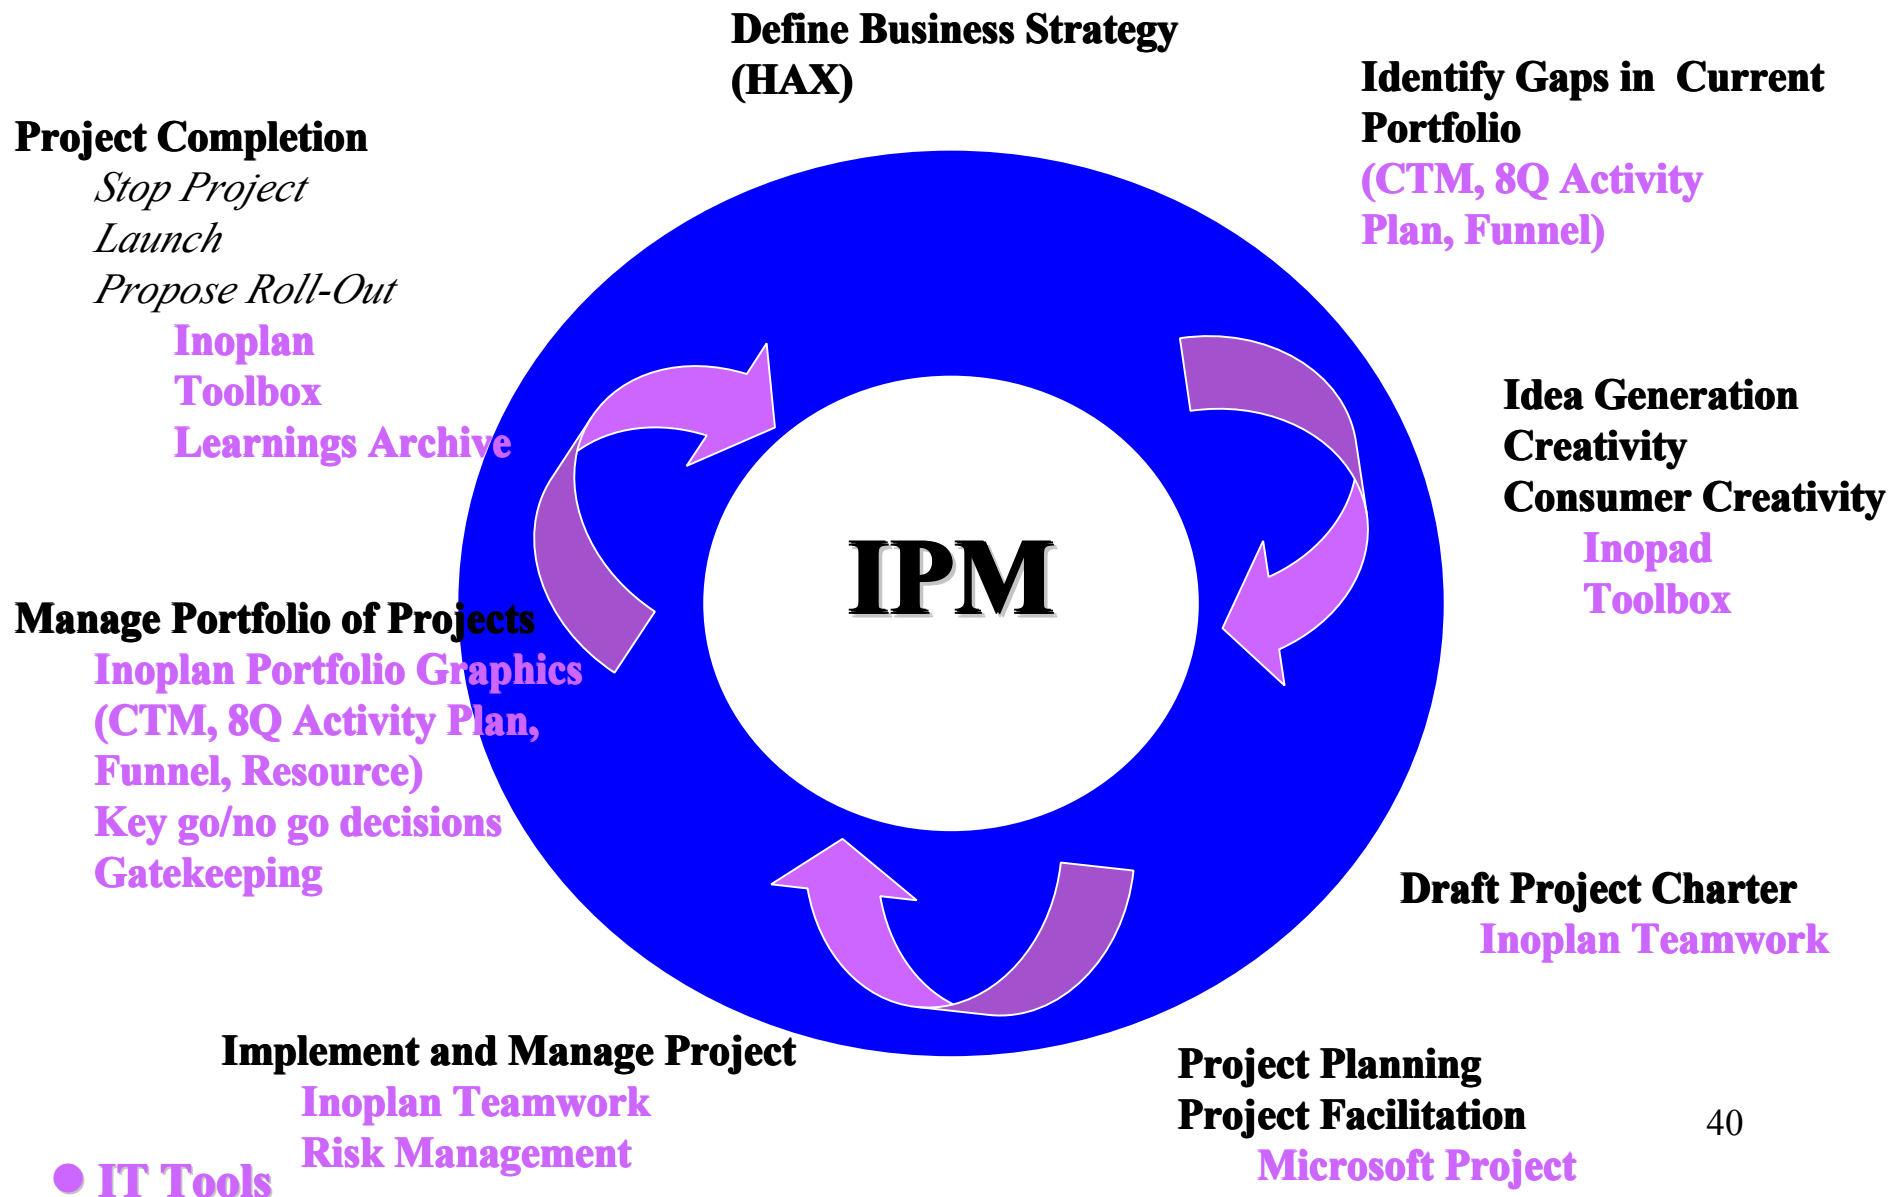 Define Business Strategy
(HAX)
Identify Gaps in  Current
Portfolio
(CTM, 8Q Activity
Plan, Funnel)
Project Completion
Stop Project
Launch
Propose Roll-Out
Inoplan
Toolbox
Learnings Archive
Idea Generation
Creativity
Consumer Creativity
Inopad
Toolbox
IPM
Manage Portfolio of Projects
Inoplan Portfolio Graphics
(CTM, 8Q Activity Plan,
Funnel, Resource)
Key go/no go decisions
Gatekeeping
Draft Project Charter
Inoplan Teamwork
Implement and Manage Project
Inoplan Teamwork
Risk Management
Project Planning
Project Facilitation
Microsoft Project
40
● IT Tools